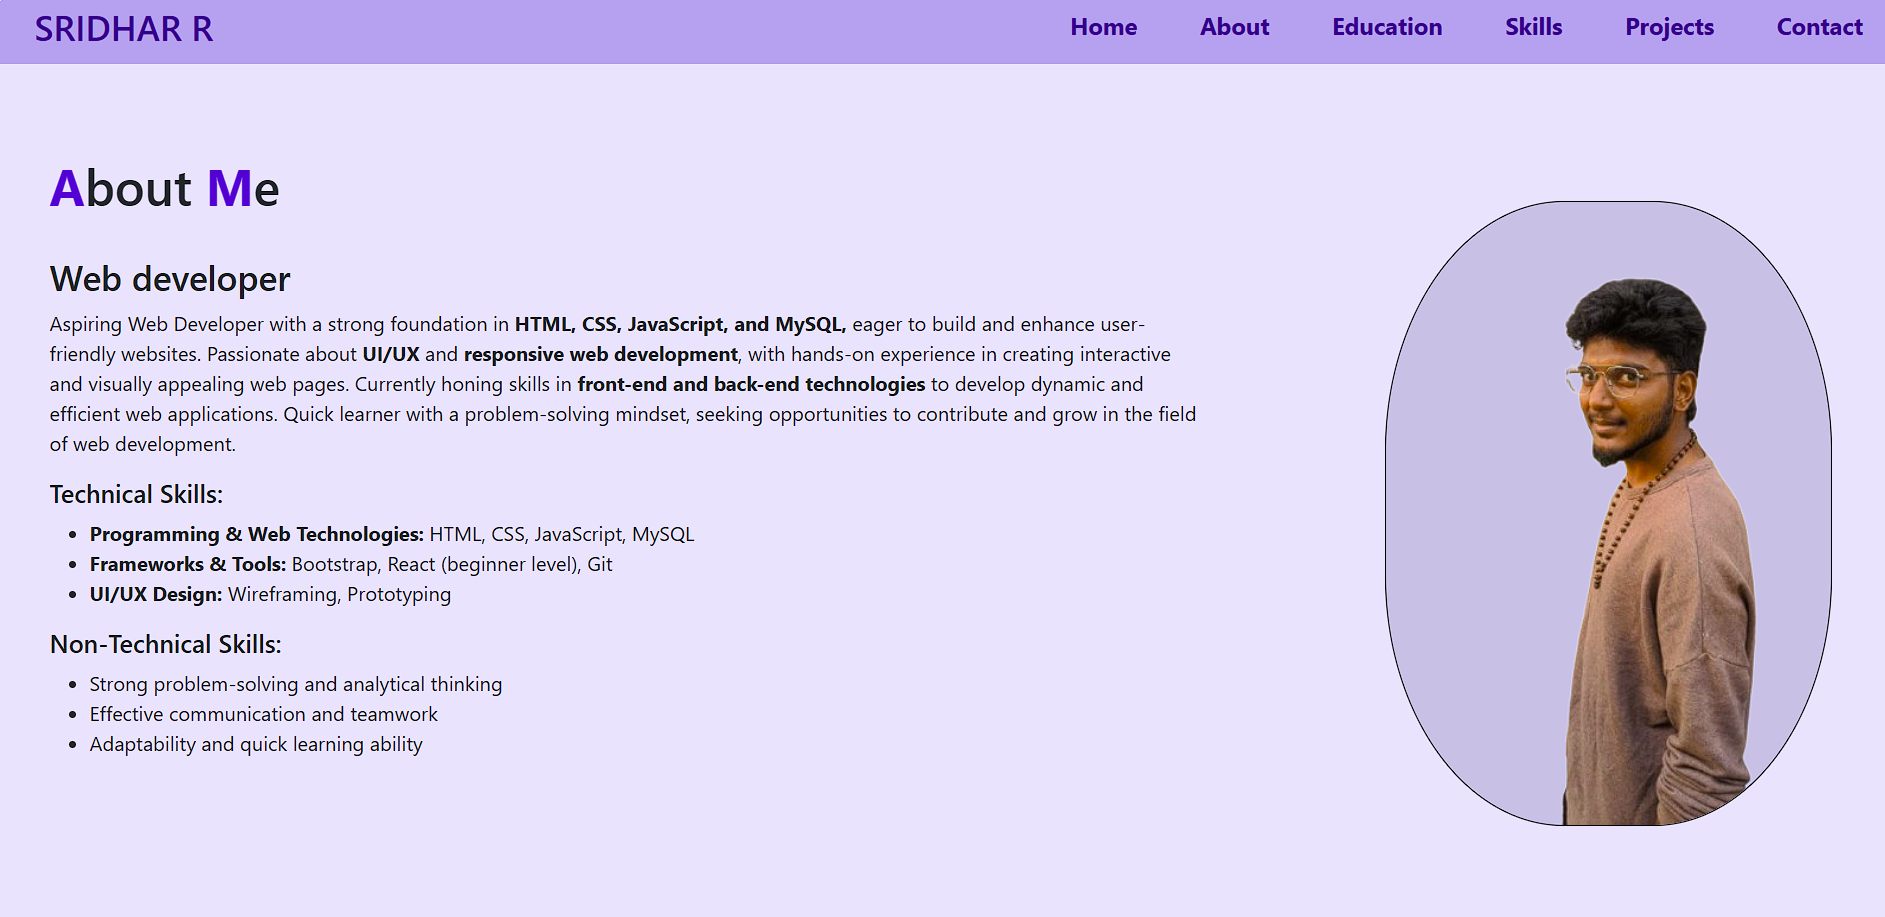 SRIDHAR R
Home About Education Skills Projects Contact
About Me
Web developer
Aspiring Web Developer with a strong foundation in HTML, CSS, JavaScript, and MySQL, eager to build and enhance user-
friendly websites. Passionate about UI/UX and responsive web development, with hands-on experience in creating interactive
and visually appealing web pages. Currently honing skills in front-end and back-end technologies to develop dynamic and
efficient web applications. Quick learner with a problem-solving mindset, seeking opportunities to contribute and grow in the field
of web development.
Technical Skills:
• Programming & Web Technologies: HTML, CSS, JavaScript, MySQL
• Frameworks & Tools: Bootstrap, React (beginner level), Git
• UI/UX Design: Wireframing, Prototyping
Non-Technical Skills:
• Strong problem-solving and analytical thinking
• Effective communication and teamwork
• Adaptability and quick learning ability